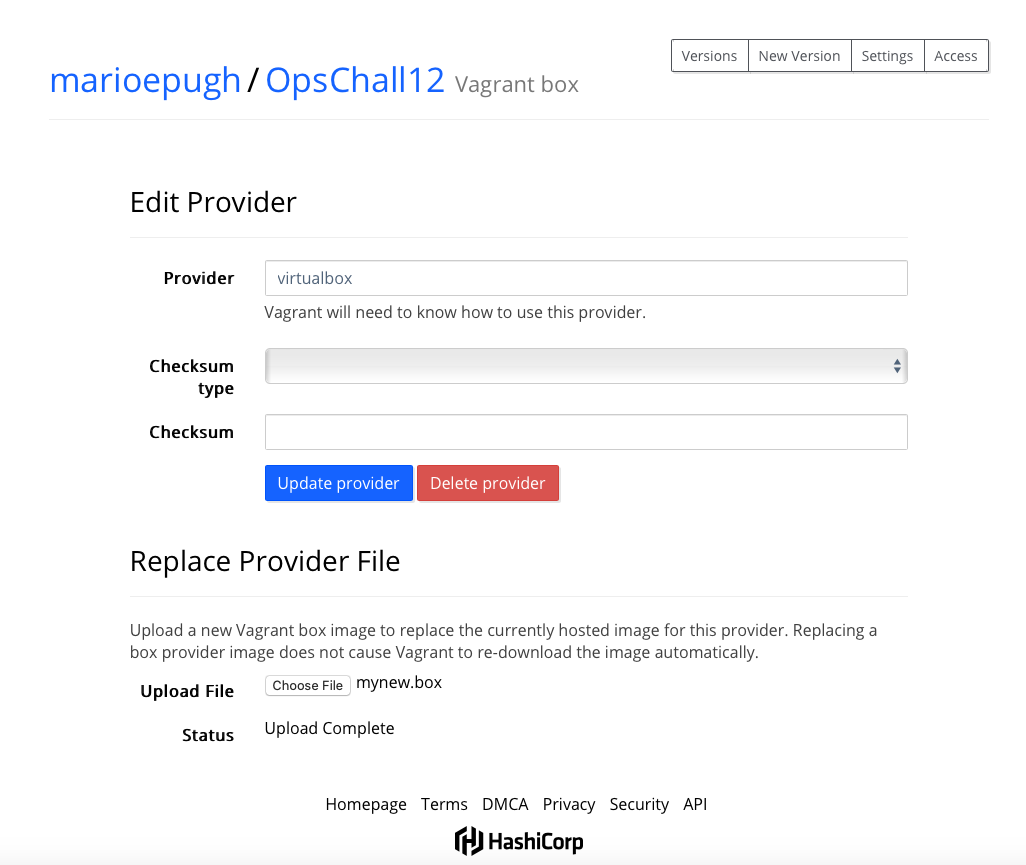 Versions New Version Settings Access
marioepugh / OpsChall12 Vagrant box
Edit Provider
Provider virtualbox
Vagrant will need to know how to use this provider.
Checksum
type
Checksum
Update provider Delete provider
Replace Provider File
Upload a new Vagrant box image to replace the currently hosted image for this provider. Replacing a
box provider image does not cause Vagrant to re-download the image automatically.
Upload File Choose File mynew.box
Status Upload Complete
Homepage Terms DMCA Privacy Security API
HashiCorp